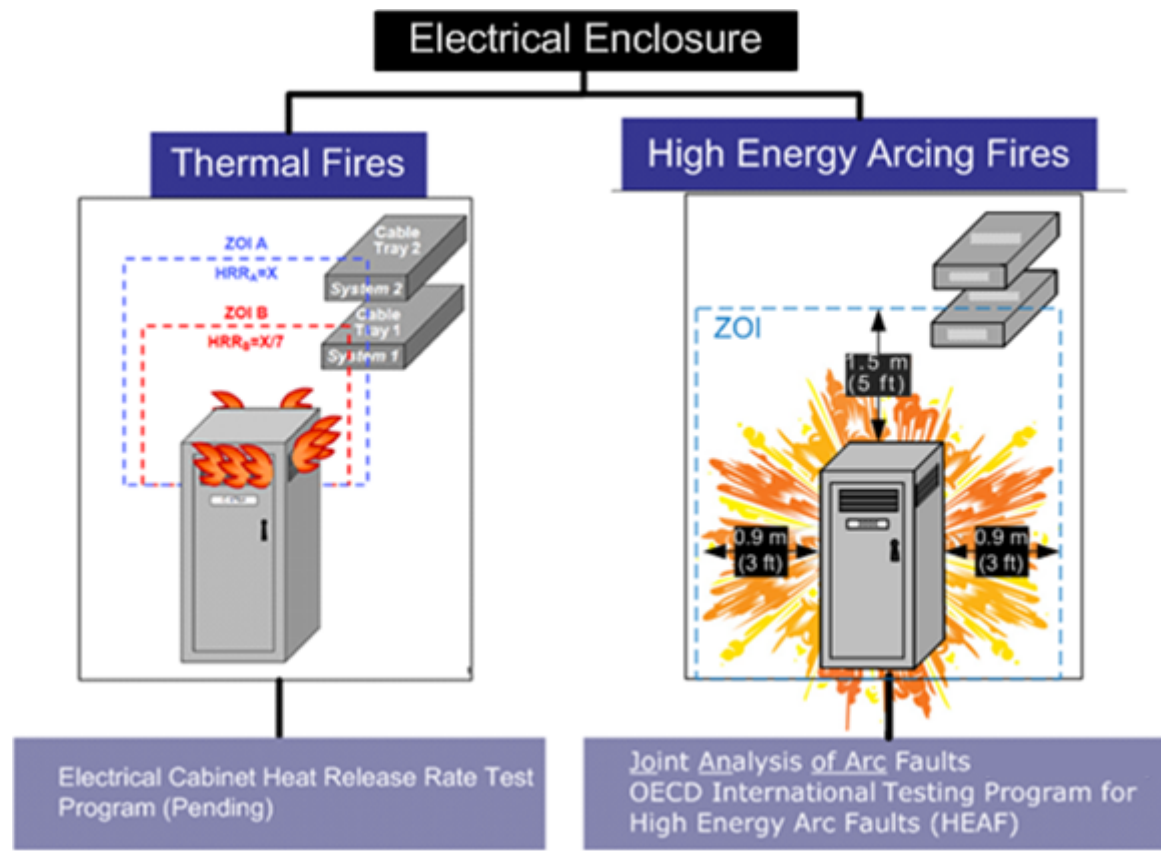 Electrical Enclosure
Thermal Fires
ZOI A
HRR_A=X
ZOI B
HRR_B=X/7
Cable
Tray 2
System 2
Cable
Tray 1
System 1
Electrical Cabinet Heat Release Rate Test
Program (Pending)
High Energy Arcing Fires
ZOI
1.5 m
(5 ft)
0.9 m
(3 ft)
0.9 m
(3 ft)
Joint Analysis of Arc Faults
OECD International Testing Program for
High Energy Arc Faults (HEAF)